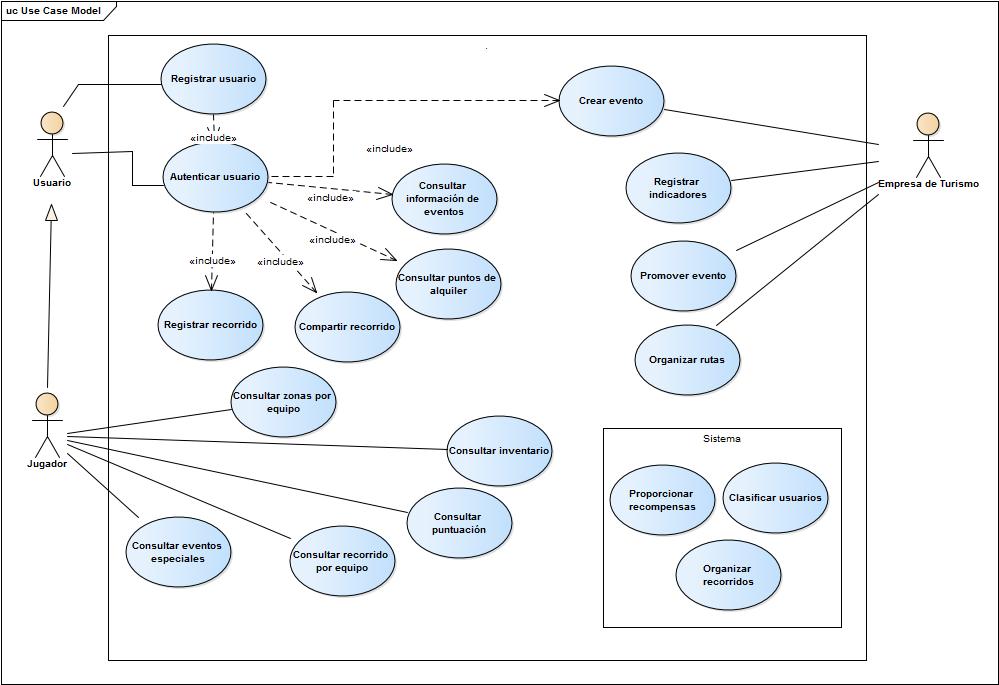 uc Use Case Model
Registrar usuario
Crear evento
«include»
«include»
Autenticar usuario
Usuario
Consultar
información de
eventos
«include»
Registrar
indicadores
Empresa de Turismo
«include»
«include»
«include»
Consultar puntos de
alquiler
Promover evento
Registrar recorrido
Compartir recorrido
Organizar rutas
Consultar zonas por
equipo
Jugador
Consultar inventario
Sistema
Proporcionar
recompensas
Clasificar usuarios
Consultar
puntuación
Consultar eventos
especiales
Consultar recorrido
por equipo
Organizar
recorridos